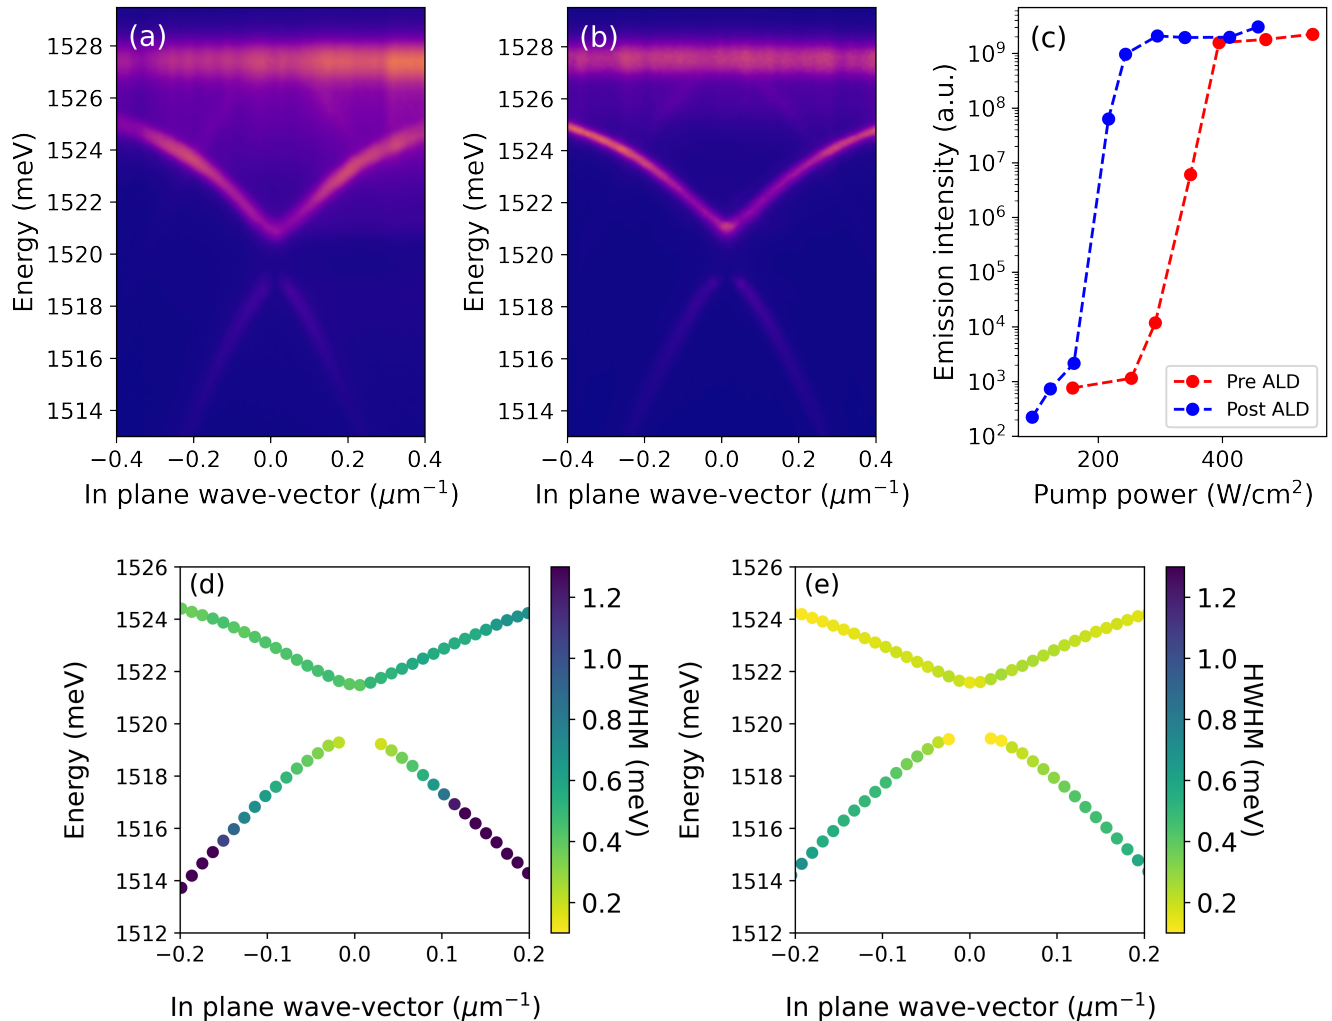 (a)
1528
1526
1524
1522
1520
1518
1516
1514
Energy (meV)
−0.4 −0.2 0.0 0.2 0.4
In plane wave-vector (μm⁻¹)
(b)
1528
1526
1524
1522
1520
1518
1516
1514
Energy (meV)
−0.4 −0.2 0.0 0.2 0.4
In plane wave-vector (μm⁻¹)
(c)
10⁹
10⁸
10⁷
10⁶
10⁵
10⁴
10³
10²
Emission intensity (a.u.)
Pre ALD
Post ALD
200 400
Pump power (W/cm²)
(d)
1526
1524
1522
1520
1518
1516
1514
1512
Energy (meV)
−0.2 −0.1 0.0 0.1 0.2
In plane wave-vector (μm⁻¹)
1.2
1.0
0.8
0.6
0.4
0.2
HWHM (meV)
(e)
1526
1524
1522
1520
1518
1516
1514
1512
Energy (meV)
−0.2 −0.1 0.0 0.1 0.2
In plane wave-vector (μm⁻¹)
1.2
1.0
0.8
0.6
0.4
0.2
HWHM (meV)